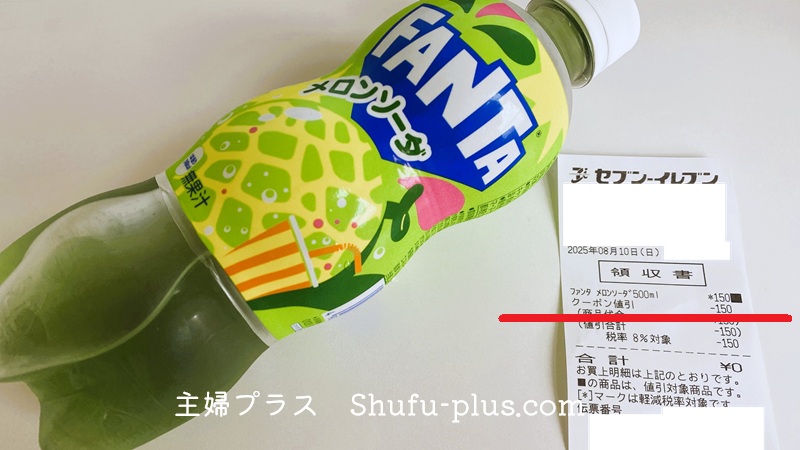 FANTA
メロンソーダ
無果汁
セブン-イレブン
2025年08月10日(日)
領収書
ファンタ メロンソーダ500ml *150■
クーポン値引 -150
(値引合計 -150)
税率 8%対象 -150
合計 ¥0
お買上明細は上記のとおりです。
■の商品は、値引対象商品です。
[*]マークは軽減税率対象です
伝票番号
主婦プラス Shufu-plus.com